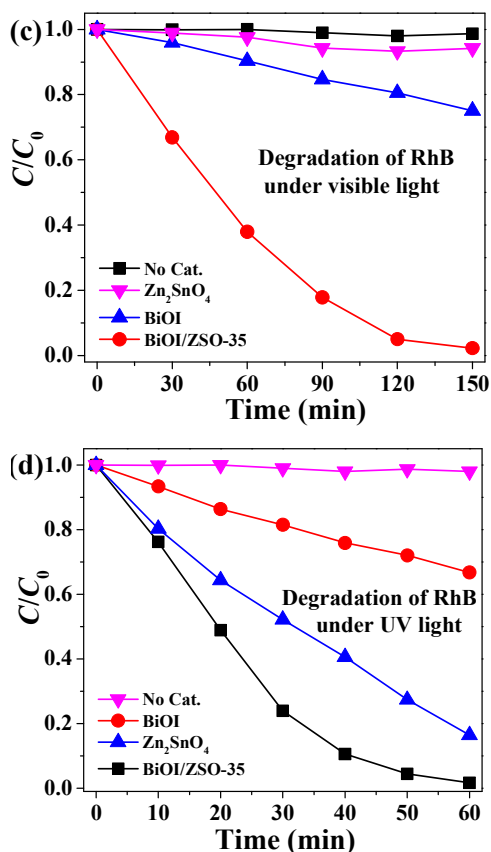 (c)
C/C₀
1.0
0.8
0.6
0.4
0.2
0.0
Degradation of RhB
under visible light
No Cat.
Zn₂SnO₄
BiOI
BiOI/ZSO-35
0 30 60 90 120 150
Time (min)
(d)
C/C₀
1.0
0.8
0.6
0.4
0.2
0.0
Degradation of RhB
under UV light
No Cat.
BiOI
Zn₂SnO₄
BiOI/ZSO-35
0 10 20 30 40 50 60
Time (min)